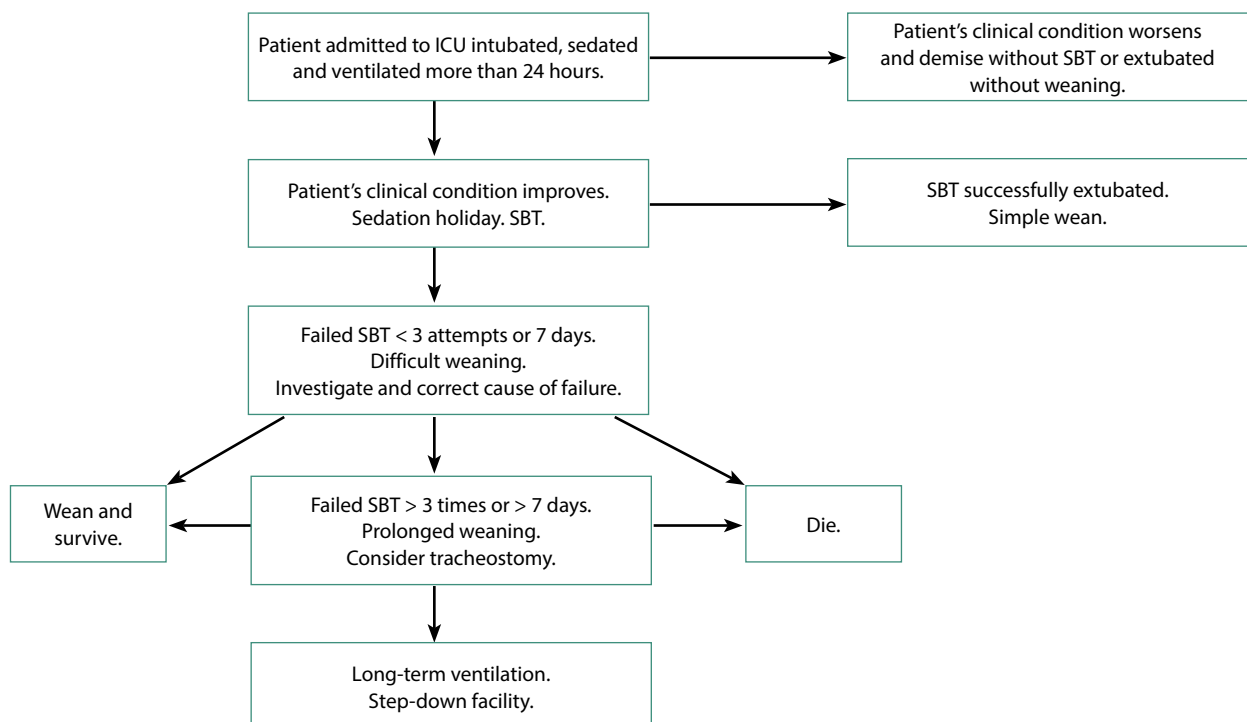 Patient admitted to ICU intubated, sedated
and ventilated more than 24 hours.
Patient’s clinical condition worsens
and demise without SBT or extubated
without weaning.
Patient’s clinical condition improves.
Sedation holiday. SBT.
SBT successfully extubated.
Simple wean.
Failed SBT < 3 attempts or 7 days.
Difficult weaning.
Investigate and correct cause of failure.
Wean and
survive.
Failed SBT > 3 times or > 7 days.
Prolonged weaning.
Consider tracheostomy.
Die.
Long-term ventilation.
Step-down facility.